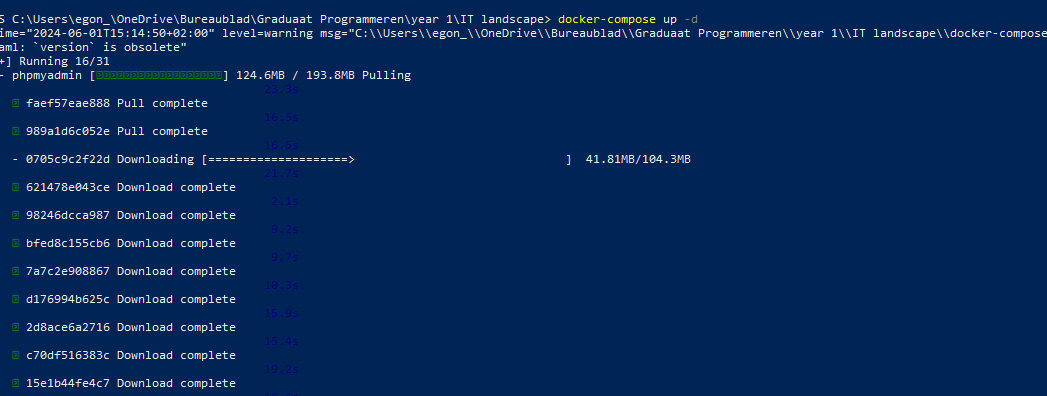 S C:\Users\egon_\OneDrive\Bureaublad\Graduaat Programmeren\year 1\IT landscape> docker-compose up -d
ime="2024-06-01T15:14:50+02:00" level=warning msg="C:\\Users\\egon_\\OneDrive\\Bureaublad\\Graduaat Programmeren\\year 1\\IT landscape\\docker-compose
aml: `version` is obsolete"
+] Running 16/31
- phpmyadmin [                  ] 124.6MB / 193.8MB Pulling
23.3s
faef57eae888 Pull complete
16.5s
989a1d6c052e Pull complete
16.5s
- 0705c9c2f22d Downloading [====================>                              ]  41.81MB/104.3MB
21.7s
621478e043ce Download complete
2.1s
98246dcca987 Download complete
9.2s
bfed8c155cb6 Download complete
9.7s
7a7c2e908867 Download complete
10.3s
d176994b625c Download complete
15.9s
2d8ace6a2716 Download complete
15.4s
c70df516383c Download complete
19.2s
15e1b44fe4c7 Download complete